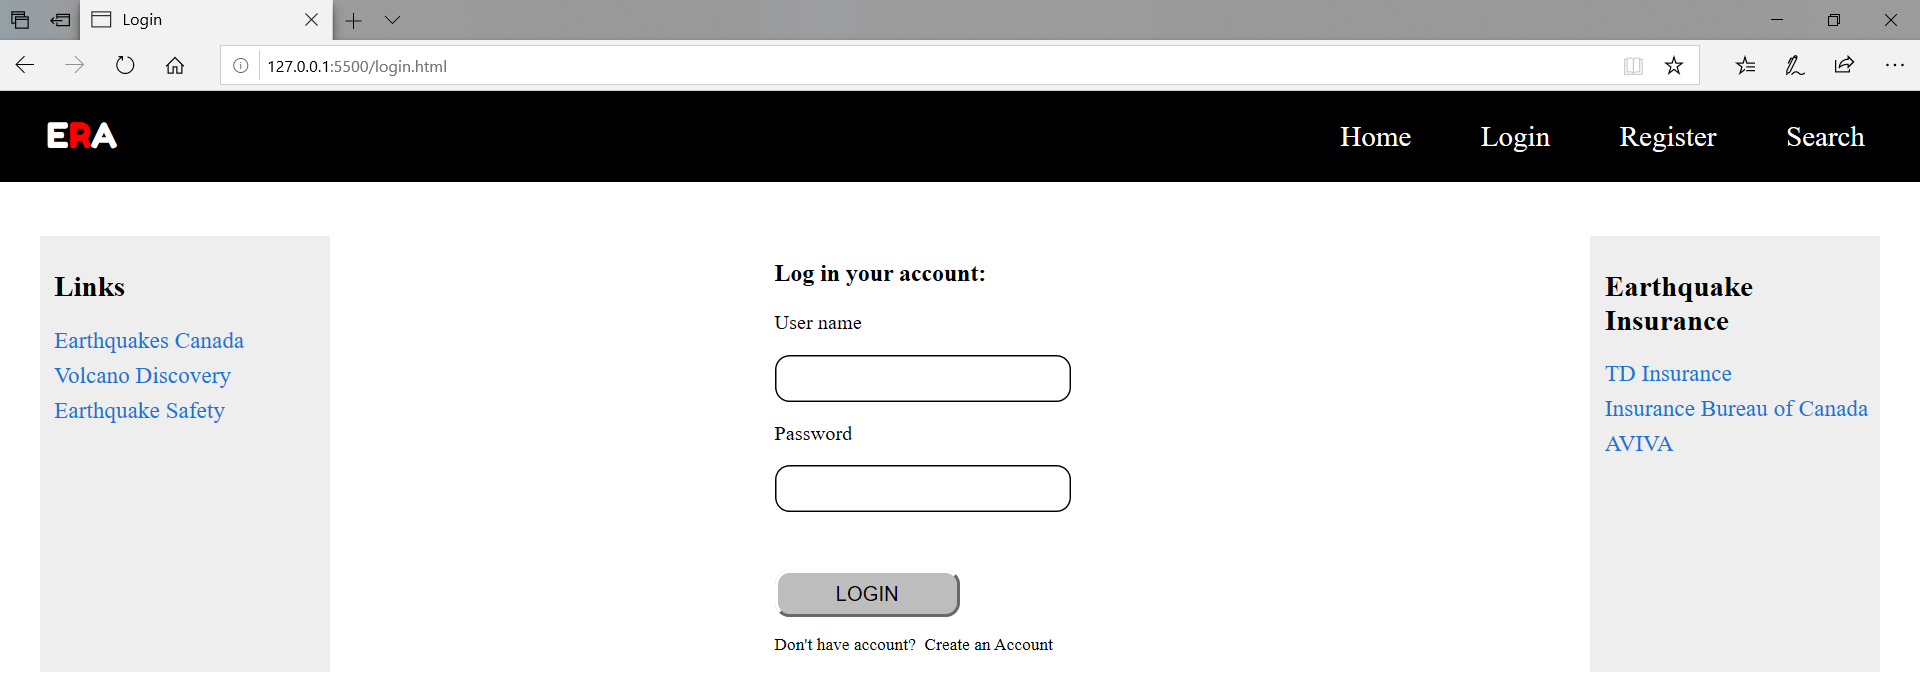 Login
127.0.0.1:5500/login.html
ERA
Home Login Register Search
Links
Earthquakes Canada
Volcano Discovery
Earthquake Safety
Log in your account:
User name
Password
LOGIN
Don't have account? Create an Account
Earthquake
Insurance
TD Insurance
Insurance Bureau of Canada
AVIVA